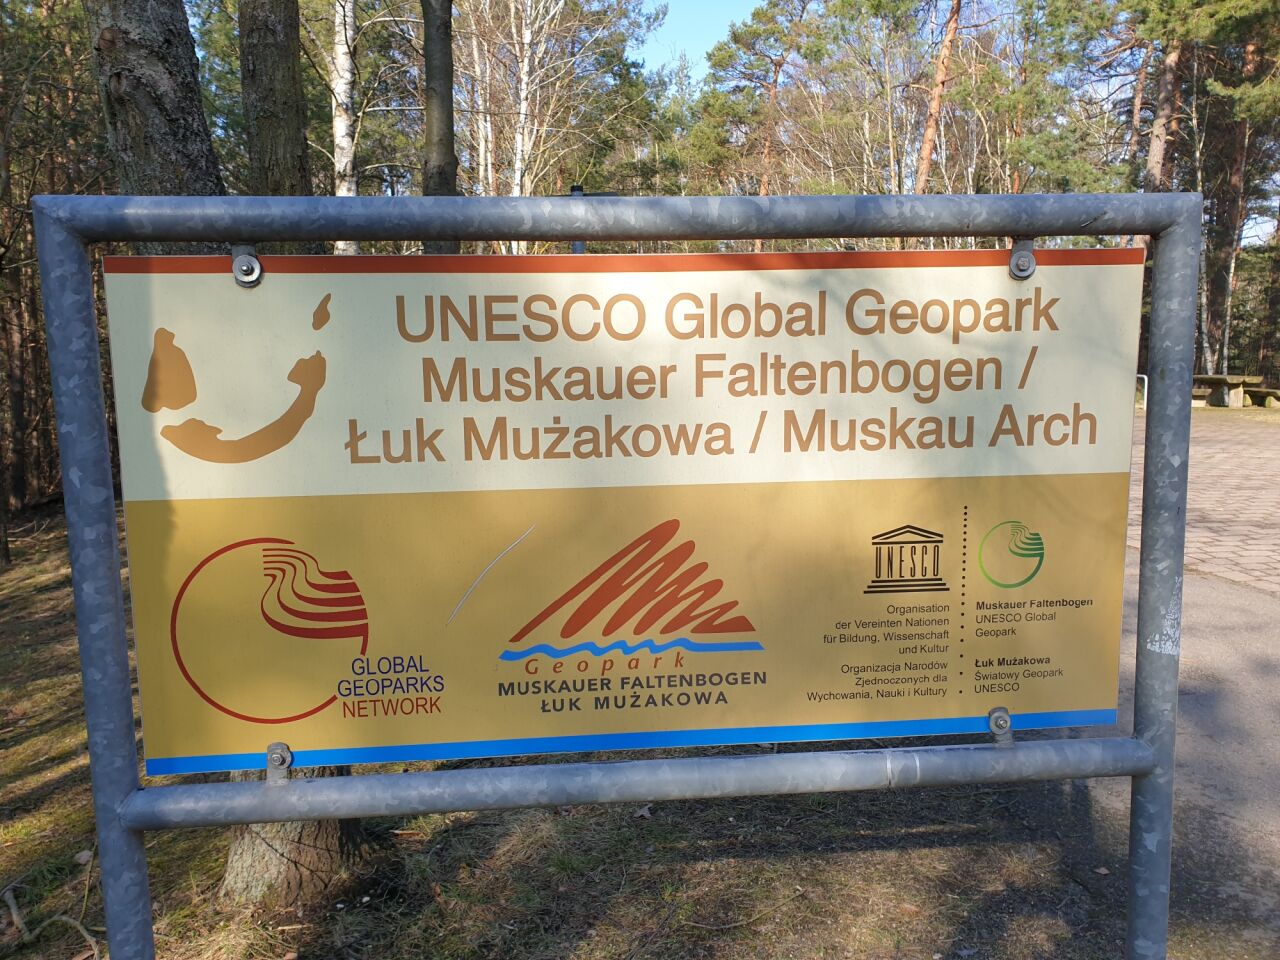 UNESCO Global Geopark
Muskauer Faltenbogen /
Łuk Mużakowa / Muskau Arch
GLOBAL
GEOPARKS
NETWORK
Geopark
MUSKAUER FALTENBOGEN
ŁUK MUŻAKOWA
UNESCO
Organisation
der Vereinten Nationen
für Bildung, Wissenschaft
und Kultur
Organizacja Narodów
Zjednoczonych dla
Wychowania, Nauki i Kultury
Muskauer Faltenbogen
UNESCO Global
Geopark
Łuk Mużakowa
Światowy Geopark
UNESCO